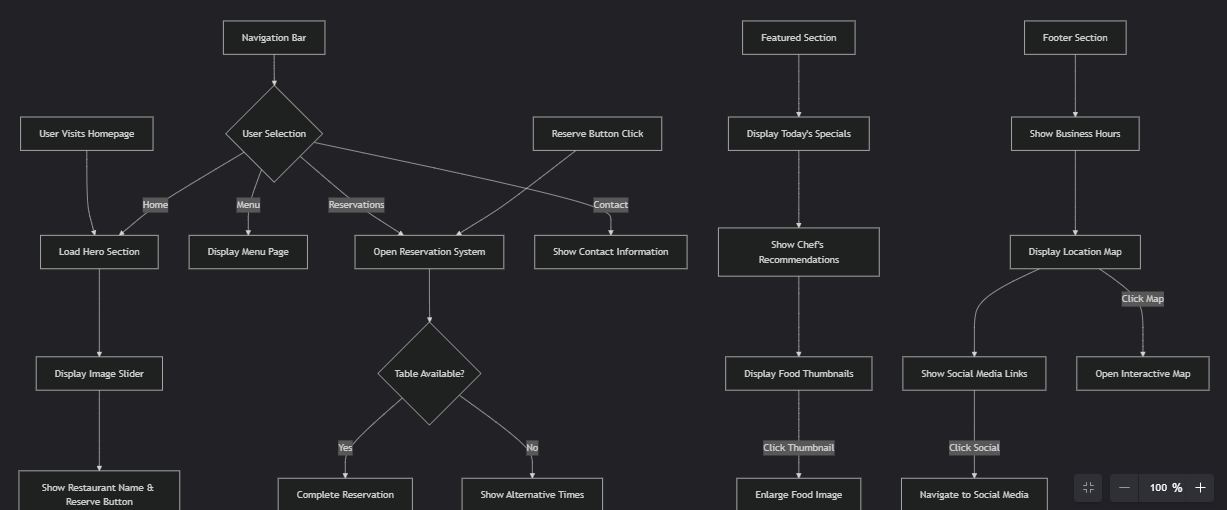 Navigation Bar
Featured Section
Footer Section
User Visits Homepage
User Selection
Reserve Button Click
Display Today's Specials
Show Business Hours
Home
Menu
Reservations
Contact
Load Hero Section
Display Menu Page
Open Reservation System
Show Contact Information
Show Chef's
Recommendations
Display Location Map
Click Map
Display Image Slider
Table Available?
Display Food Thumbnails
Show Social Media Links
Open Interactive Map
Yes
No
Click Thumbnail
Click Social
Show Restaurant Name &
Reserve Button
Complete Reservation
Show Alternative Times
Enlarge Food Image
Navigate to Social Media
100 %